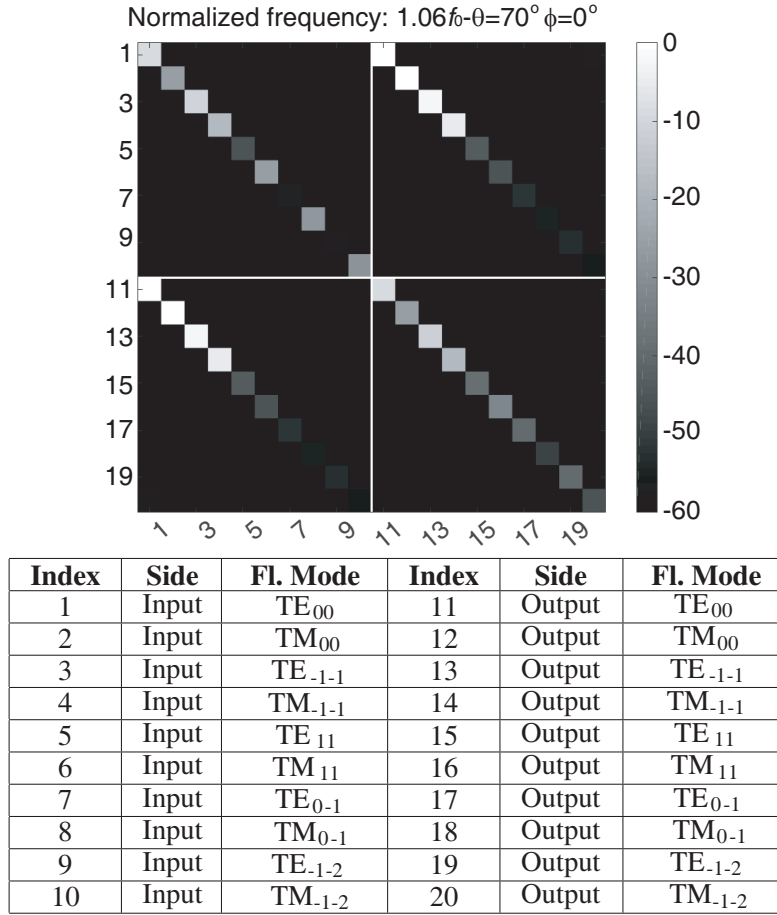 Normalized frequency: 1.06f₀-θ=70° ϕ=0°
1
3
5
7
9
11
13
15
17
19
1 3 5 7 9 11 13 15 17 19
0
-10
-20
-30
-40
-50
-60
Index Side Fl. Mode Index Side Fl. Mode
1 Input TE₀₀ 11 Output TE₀₀
2 Input TM₀₀ 12 Output TM₀₀
3 Input TE₋₁₋₁ 13 Output TE₋₁₋₁
4 Input TM₋₁₋₁ 14 Output TM₋₁₋₁
5 Input TE₁₁ 15 Output TE₁₁
6 Input TM₁₁ 16 Output TM₁₁
7 Input TE₀₋₁ 17 Output TE₀₋₁
8 Input TM₀₋₁ 18 Output TM₀₋₁
9 Input TE₋₁₋₂ 19 Output TE₋₁₋₂
10 Input TM₋₁₋₂ 20 Output TM₋₁₋₂